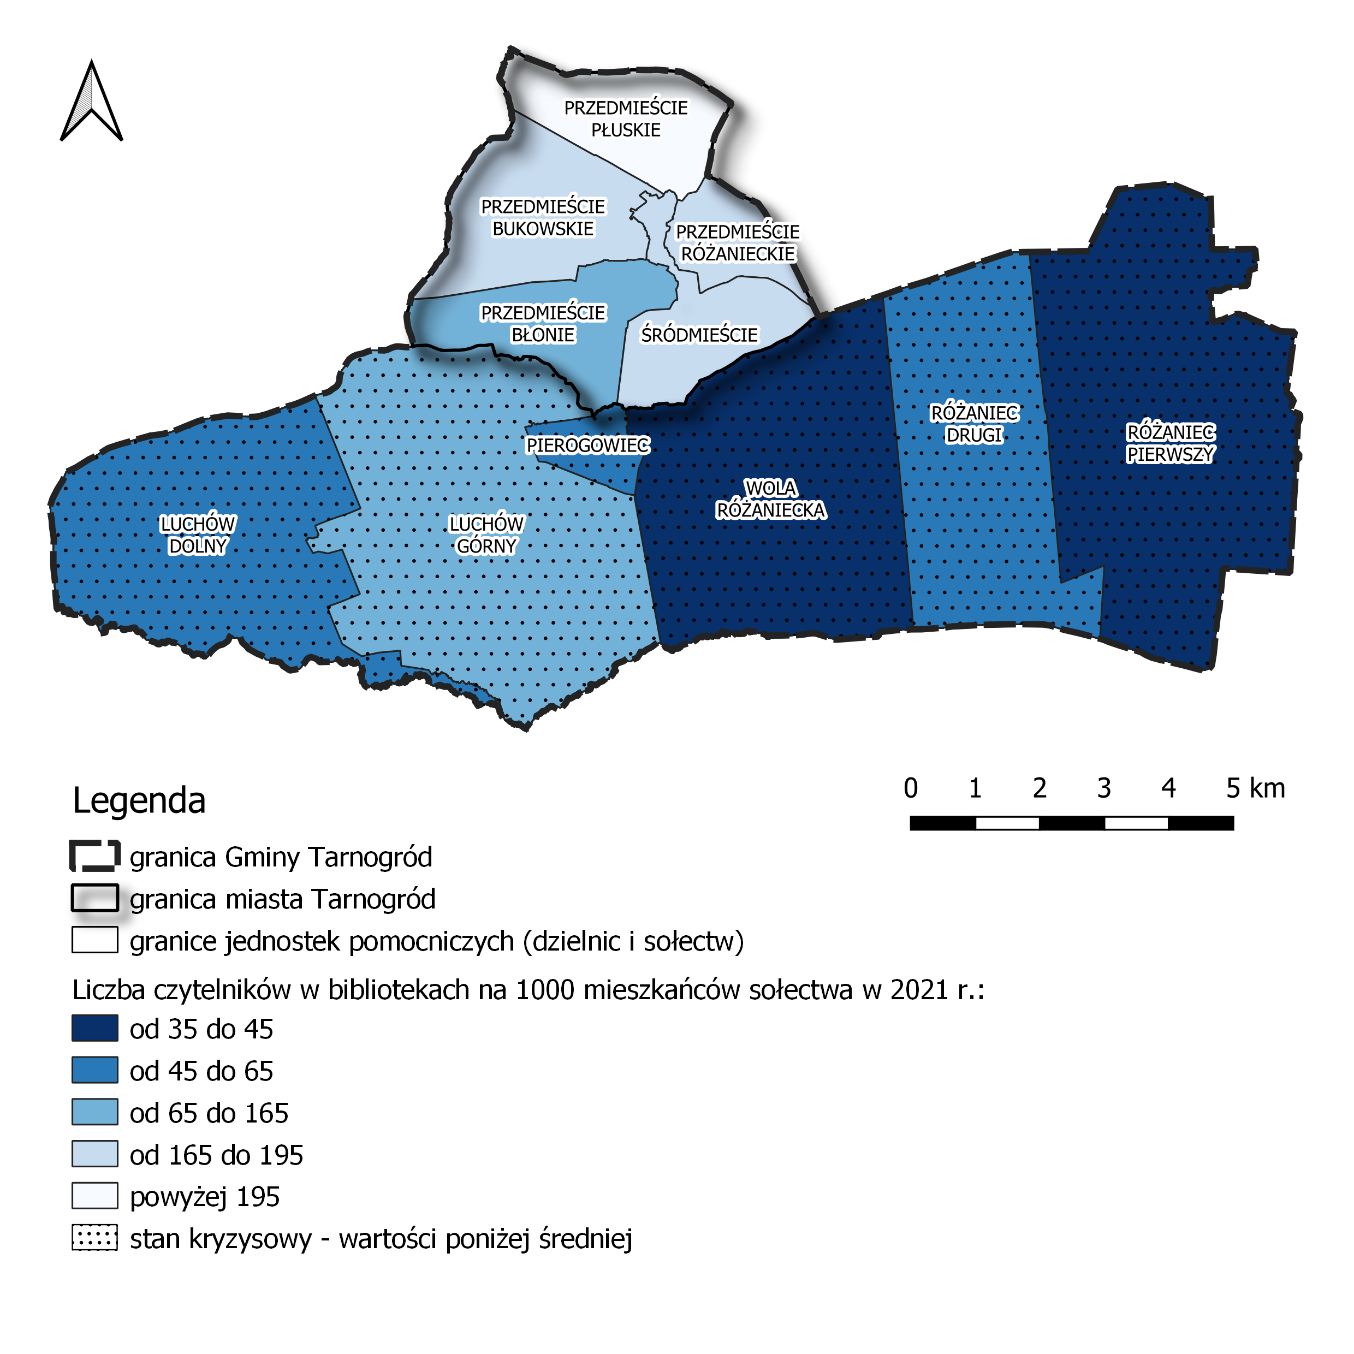 PRZEDMIEŚCIE
PŁUSKIE
PRZEDMIEŚCIE
BUKOWSKIE
PRZEDMIEŚCIE
RÓŻANIECKIE
PRZEDMIEŚCIE
BŁONIE
ŚRÓDMIEŚCIE
RÓŻANIEC
DRUGI
RÓŻANIEC
PIERWSZY
PIEROGOWIEC
WOLA
RÓŻANIECKA
LUCHÓW
DOLNY
LUCHÓW
GÓRNY
0 1 2 3 4 5 km
Legenda
granica Gminy Tarnogród
granica miasta Tarnogród
granice jednostek pomocniczych (dzielnic i sołectw)
Liczba czytelników w bibliotekach na 1000 mieszkańców sołectwa w 2021 r.:
od 35 do 45
od 45 do 65
od 65 do 165
od 165 do 195
powyżej 195
stan kryzysowy - wartości poniżej średniej